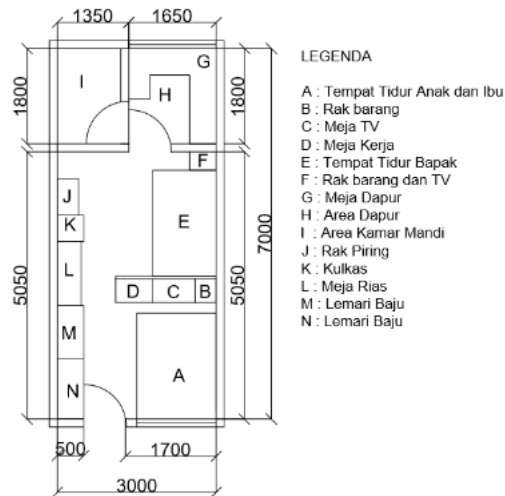 1350 1650
I
G
H
1800
1800
F
J
K
E
5050
L
7000
5050
D C B
M
A
N
500
1700
3000
LEGENDA
A : Tempat Tidur Anak dan Ibu
B : Rak barang
C : Meja TV
D : Meja Kerja
E : Tempat Tidur Bapak
F : Rak barang dan TV
G : Meja Dapur
H : Area Dapur
I : Area Kamar Mandi
J : Rak Piring
K : Kulkas
L : Meja Rias
M : Lemari Baju
N : Lemari Baju